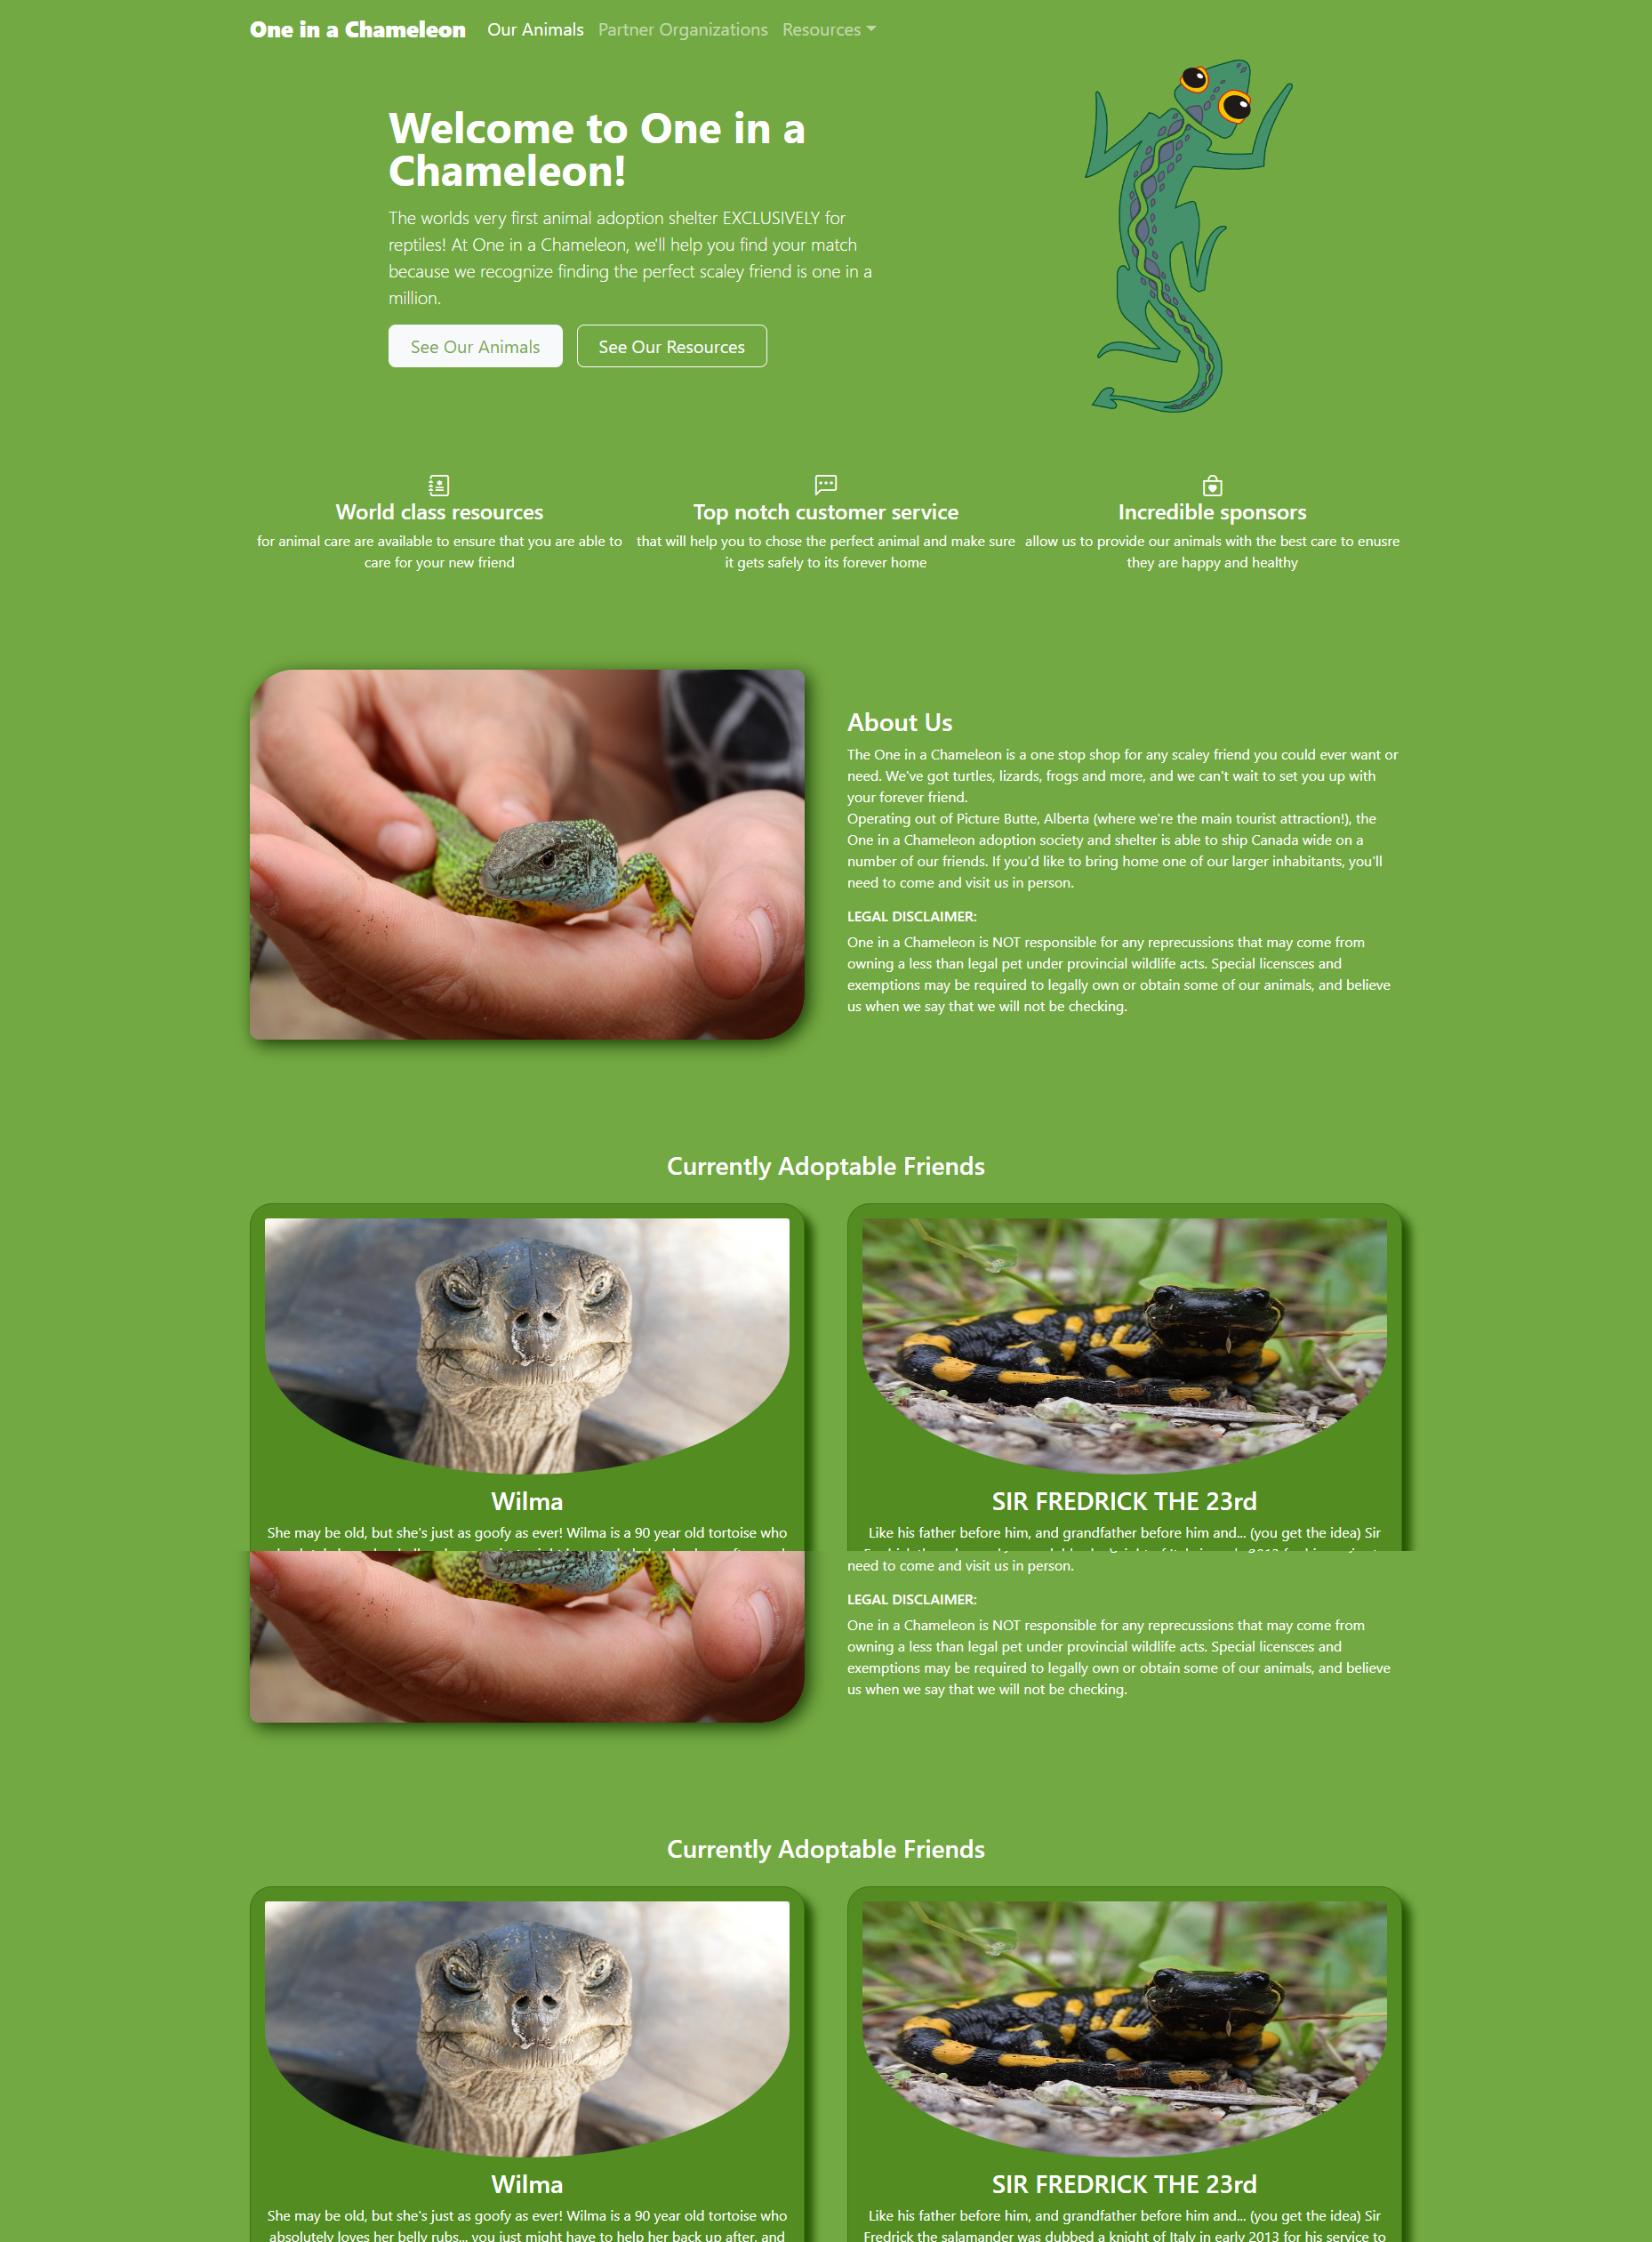 One in a Chameleon Our Animals Partner Organizations Resources
Welcome to One in a
Chameleon!
The worlds very first animal adoption shelter EXCLUSIVELY for
reptiles! At One in a Chameleon, we'll help you find your match
because we recognize finding the perfect scaley friend is one in a
million.
See Our Animals See Our Resources
World class resources
for animal care are available to ensure that you are able to
care for your new friend
Top notch customer service
that will help you to chose the perfect animal and make sure
it gets safely to its forever home
Incredible sponsors
allow us to provide our animals with the best care to enusre
they are happy and healthy
About Us
The One in a Chameleon is a one stop shop for any scaley friend you could ever want or
need. We've got turtles, lizards, frogs and more, and we can't wait to set you up with
your forever friend.
Operating out of Picture Butte, Alberta (where we're the main tourist attraction!), the
One in a Chameleon adoption society and shelter is able to ship Canada wide on a
number of our friends. If you'd like to bring home one of our larger inhabitants, you'll
need to come and visit us in person.
LEGAL DISCLAIMER:
One in a Chameleon is NOT responsible for any reprecussions that may come from
owning a less than legal pet under provincial wildlife acts. Special licensces and
exemptions may be required to legally own or obtain some of our animals, and believe
us when we say that we will not be checking.
Currently Adoptable Friends
Wilma
She may be old, but she's just as goofy as ever! Wilma is a 90 year old tortoise who
SIR FREDRICK THE 23rd
Like his father before him, and grandfather before him and... (you get the idea) Sir
need to come and visit us in person.
LEGAL DISCLAIMER:
One in a Chameleon is NOT responsible for any reprecussions that may come from
owning a less than legal pet under provincial wildlife acts. Special licensces and
exemptions may be required to legally own or obtain some of our animals, and believe
us when we say that we will not be checking.
Currently Adoptable Friends
Wilma
She may be old, but she's just as goofy as ever! Wilma is a 90 year old tortoise who
absolutely loves her belly rubs... you just might have to help her back up after, and
SIR FREDRICK THE 23rd
Like his father before him, and grandfather before him and... (you get the idea) Sir
Fredrick the salamander was dubbed a knight of Italy in early 2013 for his service to